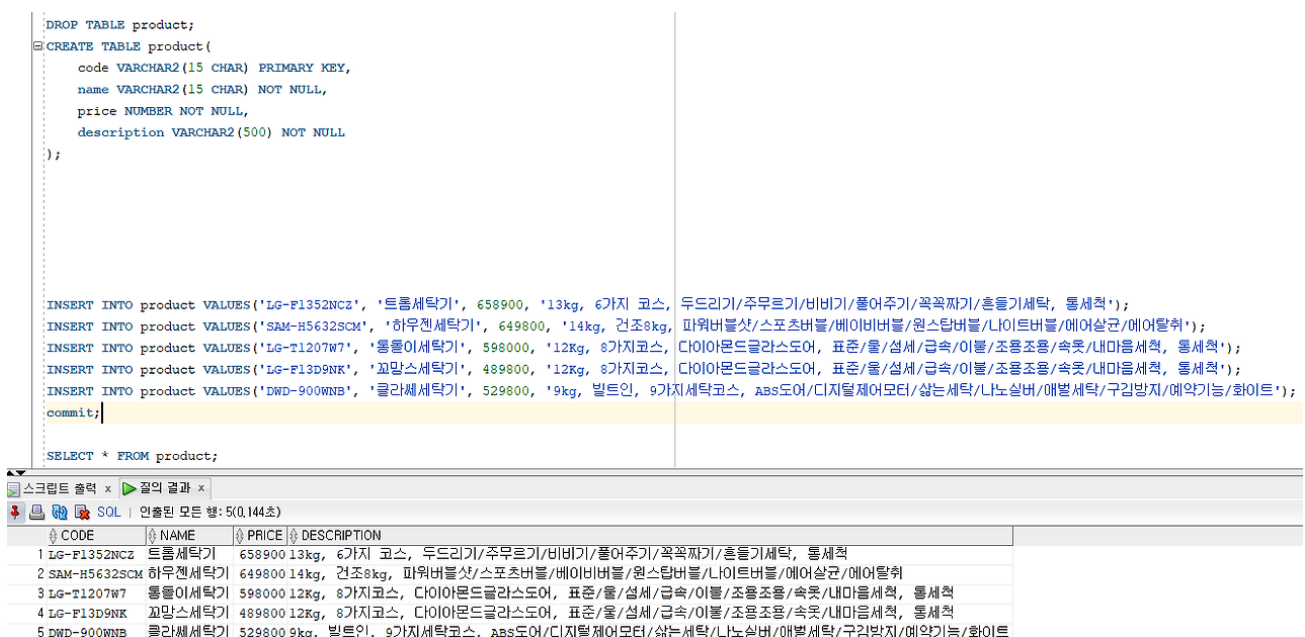 DROP TABLE product;
CREATE TABLE product(
code VARCHAR2(15 CHAR) PRIMARY KEY,
name VARCHAR2(15 CHAR) NOT NULL,
price NUMBER NOT NULL,
description VARCHAR2(500) NOT NULL
);
INSERT INTO product VALUES('LG-F1352NCZ', '트롬세탁기', 658900, '13kg, 6가지 코스, 두드리기/주무르기/비비기/풀어주기/꼭꼭짜기/흔들기세탁, 통세척');
INSERT INTO product VALUES('SAM-H5632SCM', '하우젠세탁기', 649800, '14kg, 건조8kg, 파워버블샷/스포츠버블/베이비버블/원스탑버블/나이트버블/에어살균/에어탈취');
INSERT INTO product VALUES('LG-T1207W7', '통돌이세탁기', 598000, '12Kg, 8가지코스, 다이아몬드글라스도어, 표준/울/섬세/급속/이불/조용조용/속옷/내마음세척, 통세척');
INSERT INTO product VALUES('LG-F13D9NK', '꼬망스세탁기', 489800, '12Kg, 8가지코스, 다이아몬드글라스도어, 표준/울/섬세/급속/이불/조용조용/속옷/내마음세척, 통세척');
INSERT INTO product VALUES('DWD-900WNB', '클라쎄세탁기', 529800, '9kg, 빌트인, 9가지세탁코스, ABS도어/디지털제어모터/삶는세탁/나노실버/애벌세탁/구김방지/예약기능/화이트');
commit;
SELECT * FROM product;
스크립트 출력 x 질의 결과 x
SQL | 인출된 모든 행: 5(0,144초)
CODE NAME PRICE DESCRIPTION
1 LG-F1352NCZ 트롬세탁기 658900 13kg, 6가지 코스, 두드리기/주무르기/비비기/풀어주기/꼭꼭짜기/흔들기세탁, 통세척
2 SAM-H5632SCM 하우젠세탁기 649800 14kg, 건조8kg, 파워버블샷/스포츠버블/베이비버블/원스탑버블/나이트버블/에어살균/에어탈취
3 LG-T1207W7 통돌이세탁기 598000 12Kg, 8가지코스, 다이아몬드글라스도어, 표준/울/섬세/급속/이불/조용조용/속옷/내마음세척, 통세척
4 LG-F13D9NK 꼬망스세탁기 489800 12Kg, 8가지코스, 다이아몬드글라스도어, 표준/울/섬세/급속/이불/조용조용/속옷/내마음세척, 통세척
5 DWD-900WNB 클라쎄세탁기 529800 9kg, 빌트인, 9가지세탁코스, ABS도어/디지털제어모터/삶는세탁/나노실버/애벌세탁/구김방지/예약기능/화이트